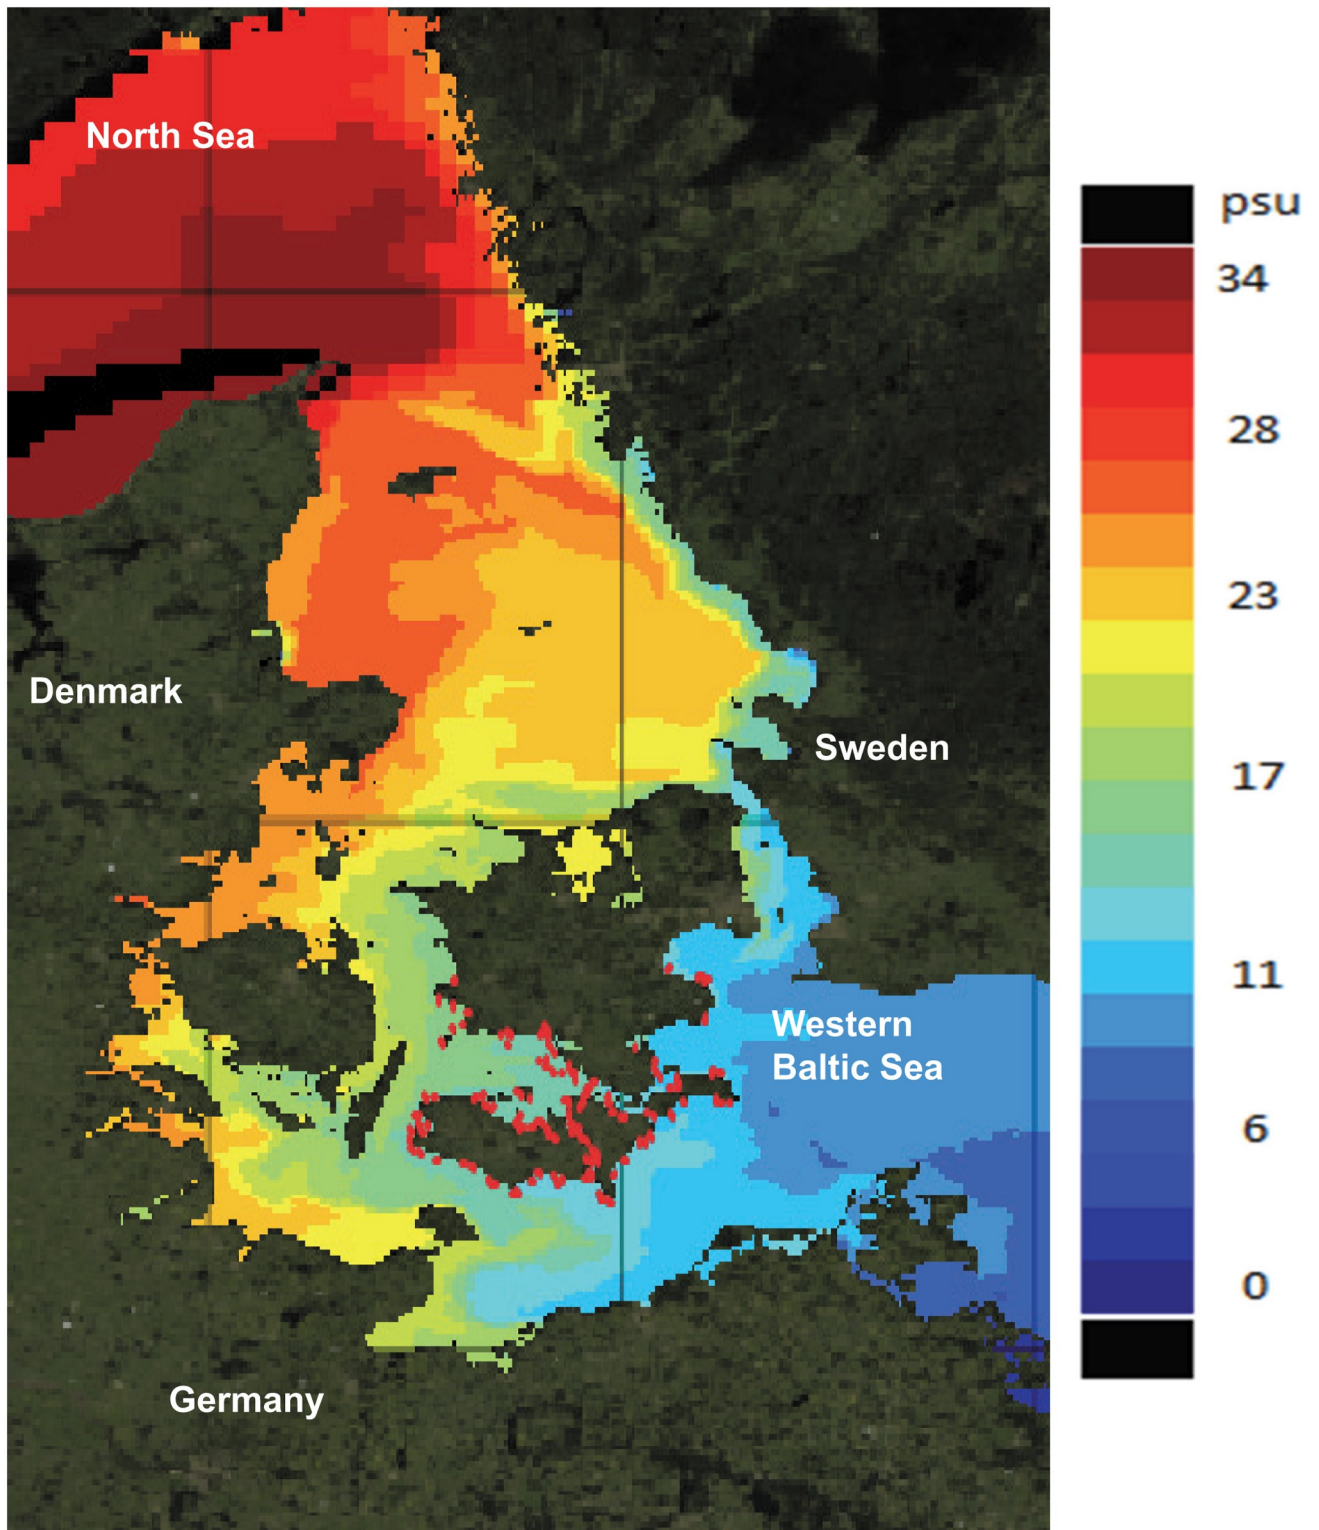 North Sea
Denmark
Sweden
Western
Baltic Sea
Germany
psu
34
28
23
17
11
6
0